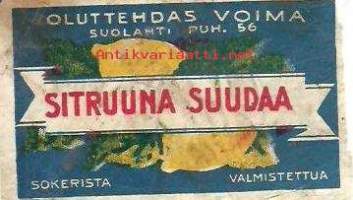 OLUTTEHDAS VOIMA
SUOLAHTI PUH. 56
Antikvariaatti.net
SITRUUNA SUUDAA
SOKERISTA VALMISTETTUA